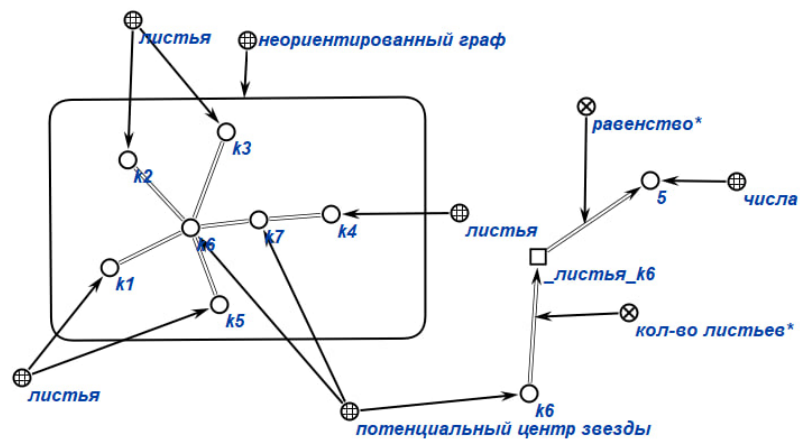 листья
неориентированный граф
k3
k2
равенство*
5
числа
k6
k7
k4
листья
k1
_листья_k6
k5
кол-во листьев*
листья
k6
потенциальный центр звезды